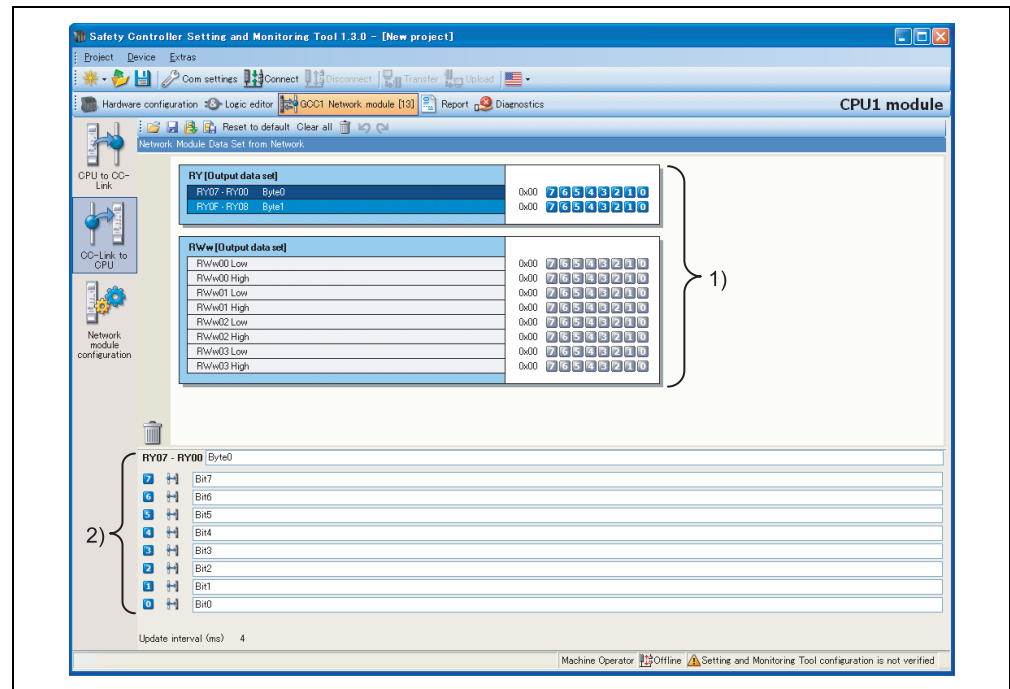 Safety Controller Setting and Monitoring Tool 1.3.0 - [New project]
Project Device Extras
Com settings Connect Disconnect Transfer Upload
Hardware configuration Logic editor GCC1 Network module [13] Report Diagnostics CPU1 module
Reset to default Clear all
Network Module Data Set from Network
CPU to CC-
Link
CC-Link to
CPU
Network
module
configuration
RY [Output data set]
RY07 - RY00 Byte0 0x00 7 6 5 4 3 2 1 0
RY0F - RY08 Byte1 0x00 7 6 5 4 3 2 1 0
RWw [Output data set]
RWw00 Low 0x00 7 6 5 4 3 2 1 0
RWw00 High 0x00 7 6 5 4 3 2 1 0
RWw01 Low 0x00 7 6 5 4 3 2 1 0
RWw01 High 0x00 7 6 5 4 3 2 1 0
RWw02 Low 0x00 7 6 5 4 3 2 1 0
RWw02 High 0x00 7 6 5 4 3 2 1 0
RWw03 Low 0x00 7 6 5 4 3 2 1 0
RWw03 High 0x00 7 6 5 4 3 2 1 0
1)
RY07 - RY00 Byte0
7 Bit7
6 Bit6
5 Bit5
4 Bit4
3 Bit3
2 Bit2
1 Bit1
0 Bit0
2)
Update interval (ms) 4
Machine Operator Offline Setting and Monitoring Tool configuration is not verified